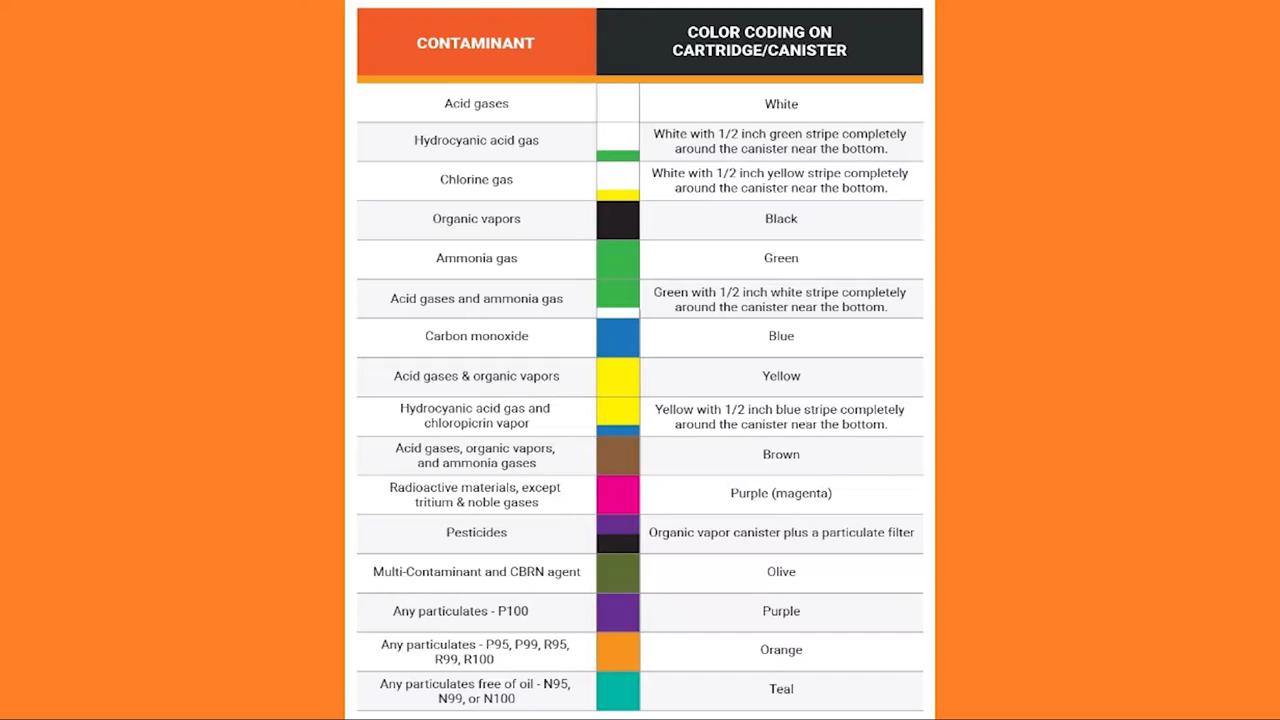 CONTAMINANT
COLOR CODING ON
CARTRIDGE/CANISTER
Acid gases
White
Hydrocyanic acid gas
White with 1/2 inch green stripe completely
around the canister near the bottom.
Chlorine gas
White with 1/2 inch yellow stripe completely
around the canister near the bottom.
Organic vapors
Black
Ammonia gas
Green
Acid gases and ammonia gas
Green with 1/2 inch white stripe completely
around the canister near the bottom.
Carbon monoxide
Blue
Acid gases & organic vapors
Yellow
Hydrocyanic acid gas and
chloropicrin vapor
Yellow with 1/2 inch blue stripe completely
around the canister near the bottom.
Acid gases, organic vapors,
and ammonia gases
Brown
Radioactive materials, except
tritium & noble gases
Purple (magenta)
Pesticides
Organic vapor canister plus a particulate filter
Multi-Contaminant and CBRN agent
Olive
Any particulates - P100
Purple
Any particulates - P95, P99, R95,
R99, R100
Orange
Any particulates free of oil - N95,
N99, or N100
Teal